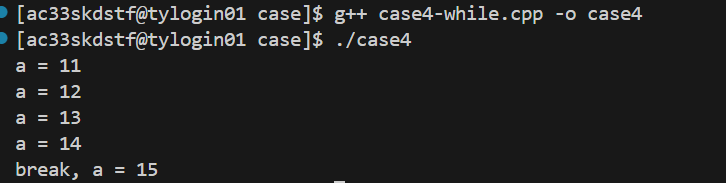 [ac33skdstf@tylogin01 case]$ g++ case4-while.cpp -o case4
[ac33skdstf@tylogin01 case]$ ./case4
a = 11
a = 12
a = 13
a = 14
break, a = 15